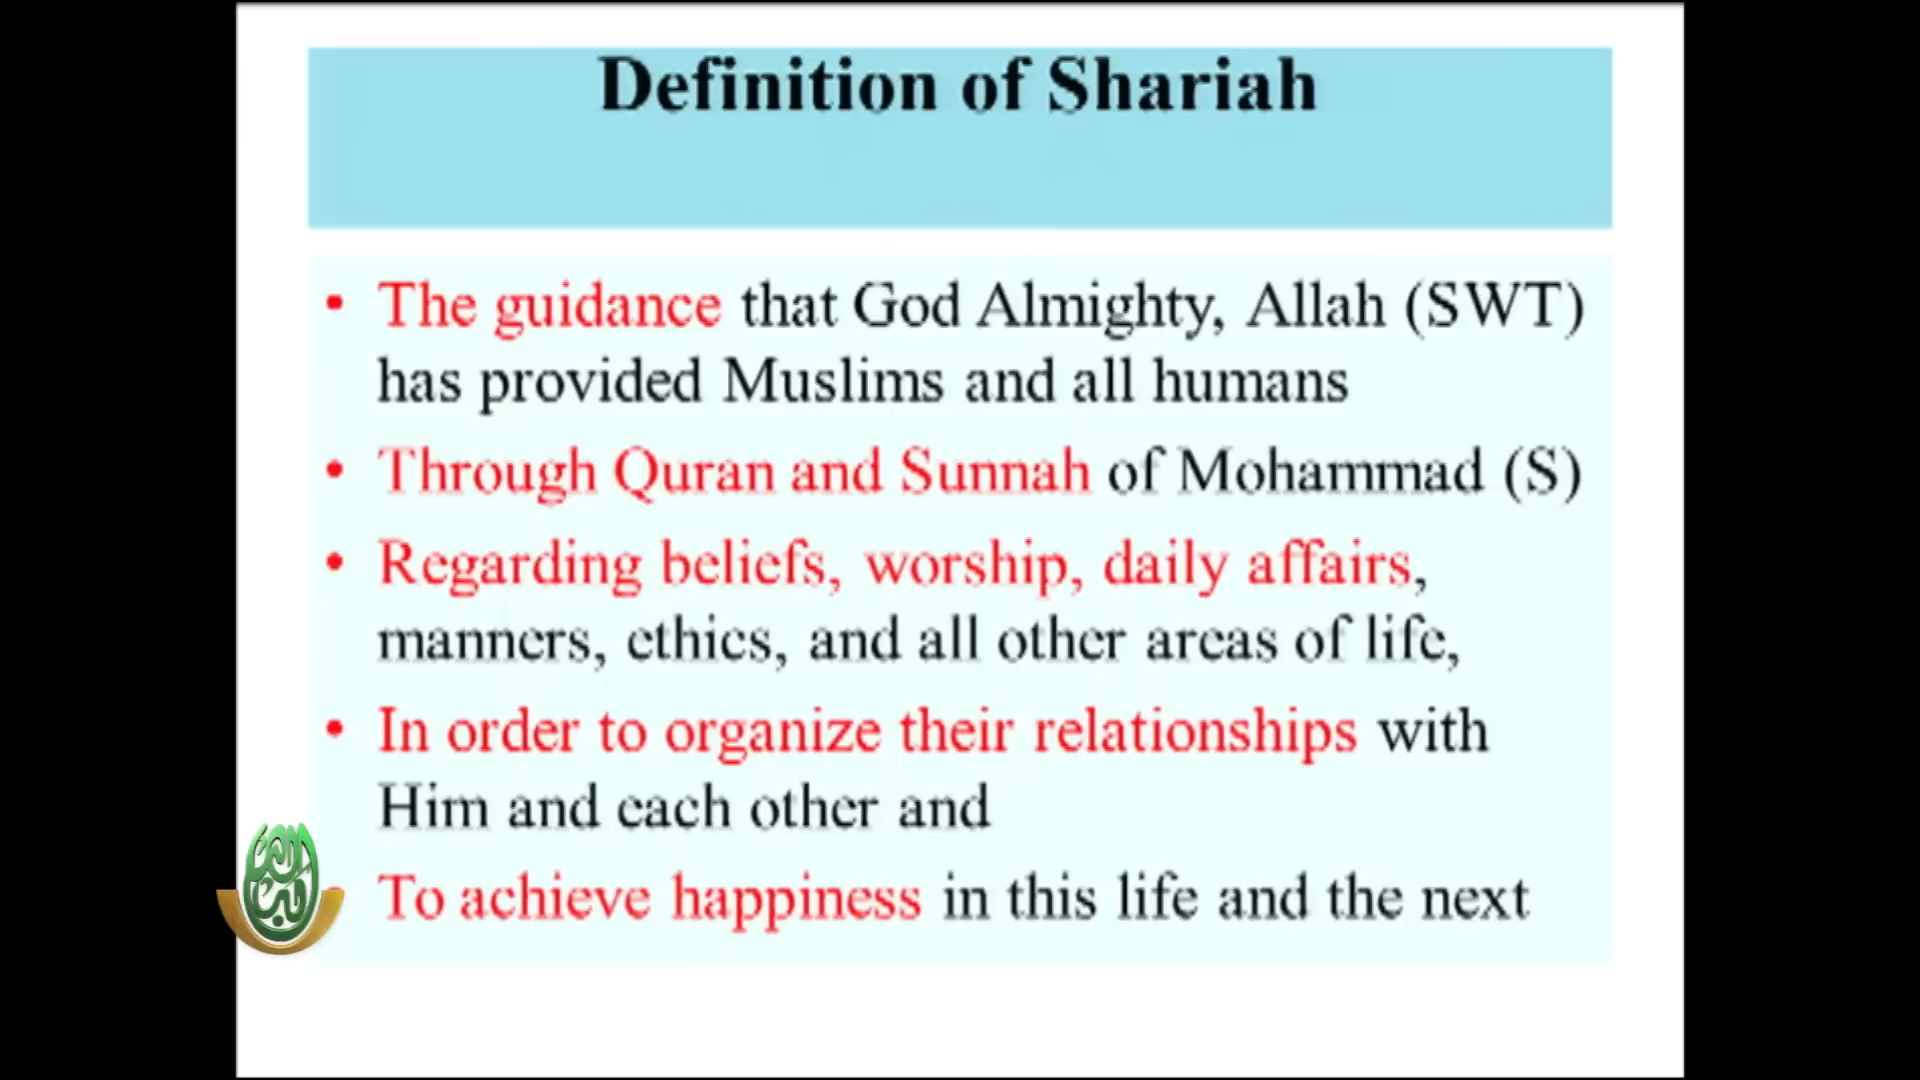 Definition of Shariah
• The guidance that God Almighty, Allah (SWT)
has provided Muslims and all humans
• Through Quran and Sunnah of Mohammad (S)
• Regarding beliefs, worship, daily affairs,
manners, ethics, and all other areas of life,
• In order to organize their relationships with
Him and each other and
To achieve happiness in this life and the next